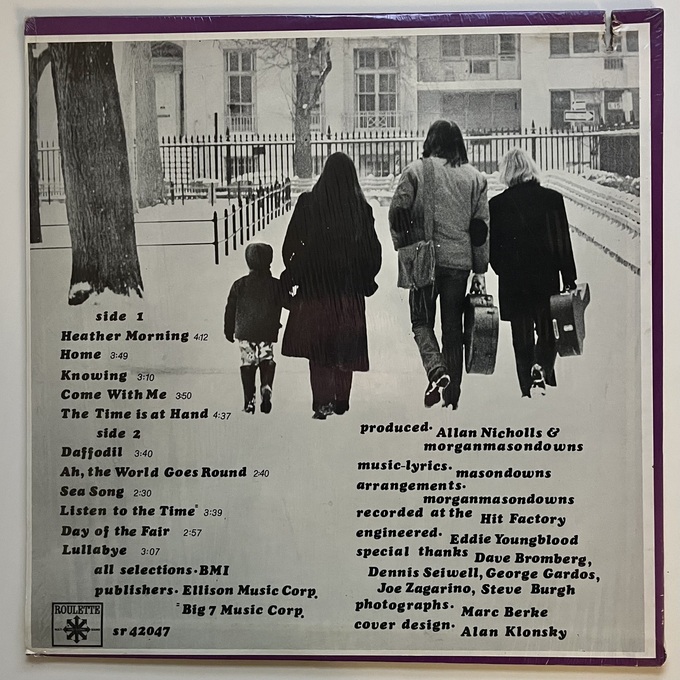 side 1
Heather Morning 4:12
Home 3:49
Knowing 3:10
Come With Me 3:50
The Time is at Hand 4:37
side 2
Daffodil 3:40
Ah, the World Goes Round 2:40
Sea Song 2:30
Listen to the Time* 3:39
Day of the Fair 2:57
Lullabye 3:07
all selections·BMI
publishers·Ellison Music Corp.
*Big 7 Music Corp.
ROULETTE
sr 42047
produced·Allan Nicholls &
morganmasondowns
music-lyrics·masondowns
arrangements·
morganmasondowns
recorded at the Hit Factory
engineered·Eddie Youngblood
special thanks Dave Bromberg,
Dennis Seiwell, George Gardos,
Joe Zagarino, Steve Burgh
photographs·Marc Berke
cover design·Alan Klonsky